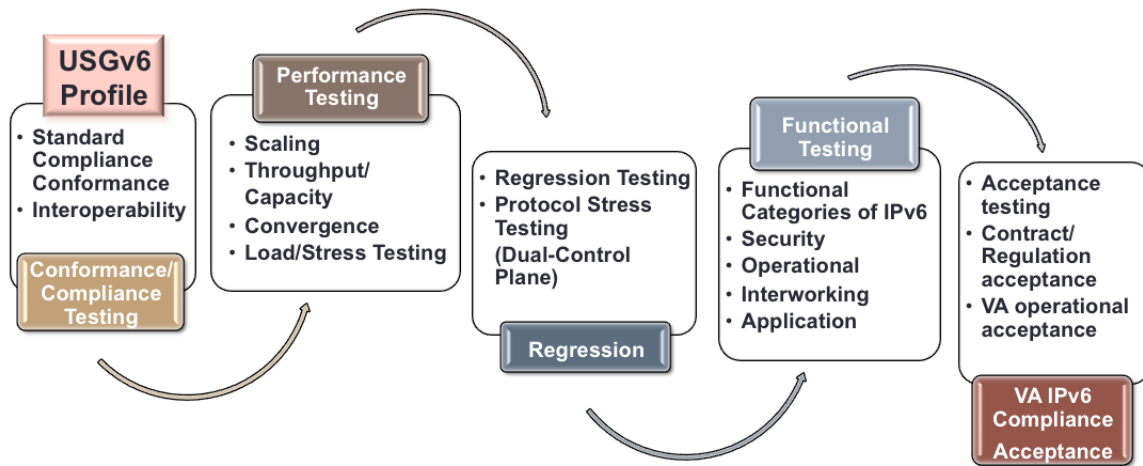 USGv6
Profile
• Standard
Compliance
Conformance
• Interoperability
Conformance/
Compliance
Testing
Performance
Testing
• Scaling
• Throughput/
Capacity
• Convergence
• Load/Stress Testing
• Regression Testing
• Protocol Stress
Testing
(Dual-Control
Plane)
Regression
Functional
Testing
• Functional
Categories of IPv6
• Security
• Operational
• Interworking
• Application
• Acceptance
testing
• Contract/
Regulation
acceptance
• VA operational
acceptance
VA IPv6
Compliance
Acceptance